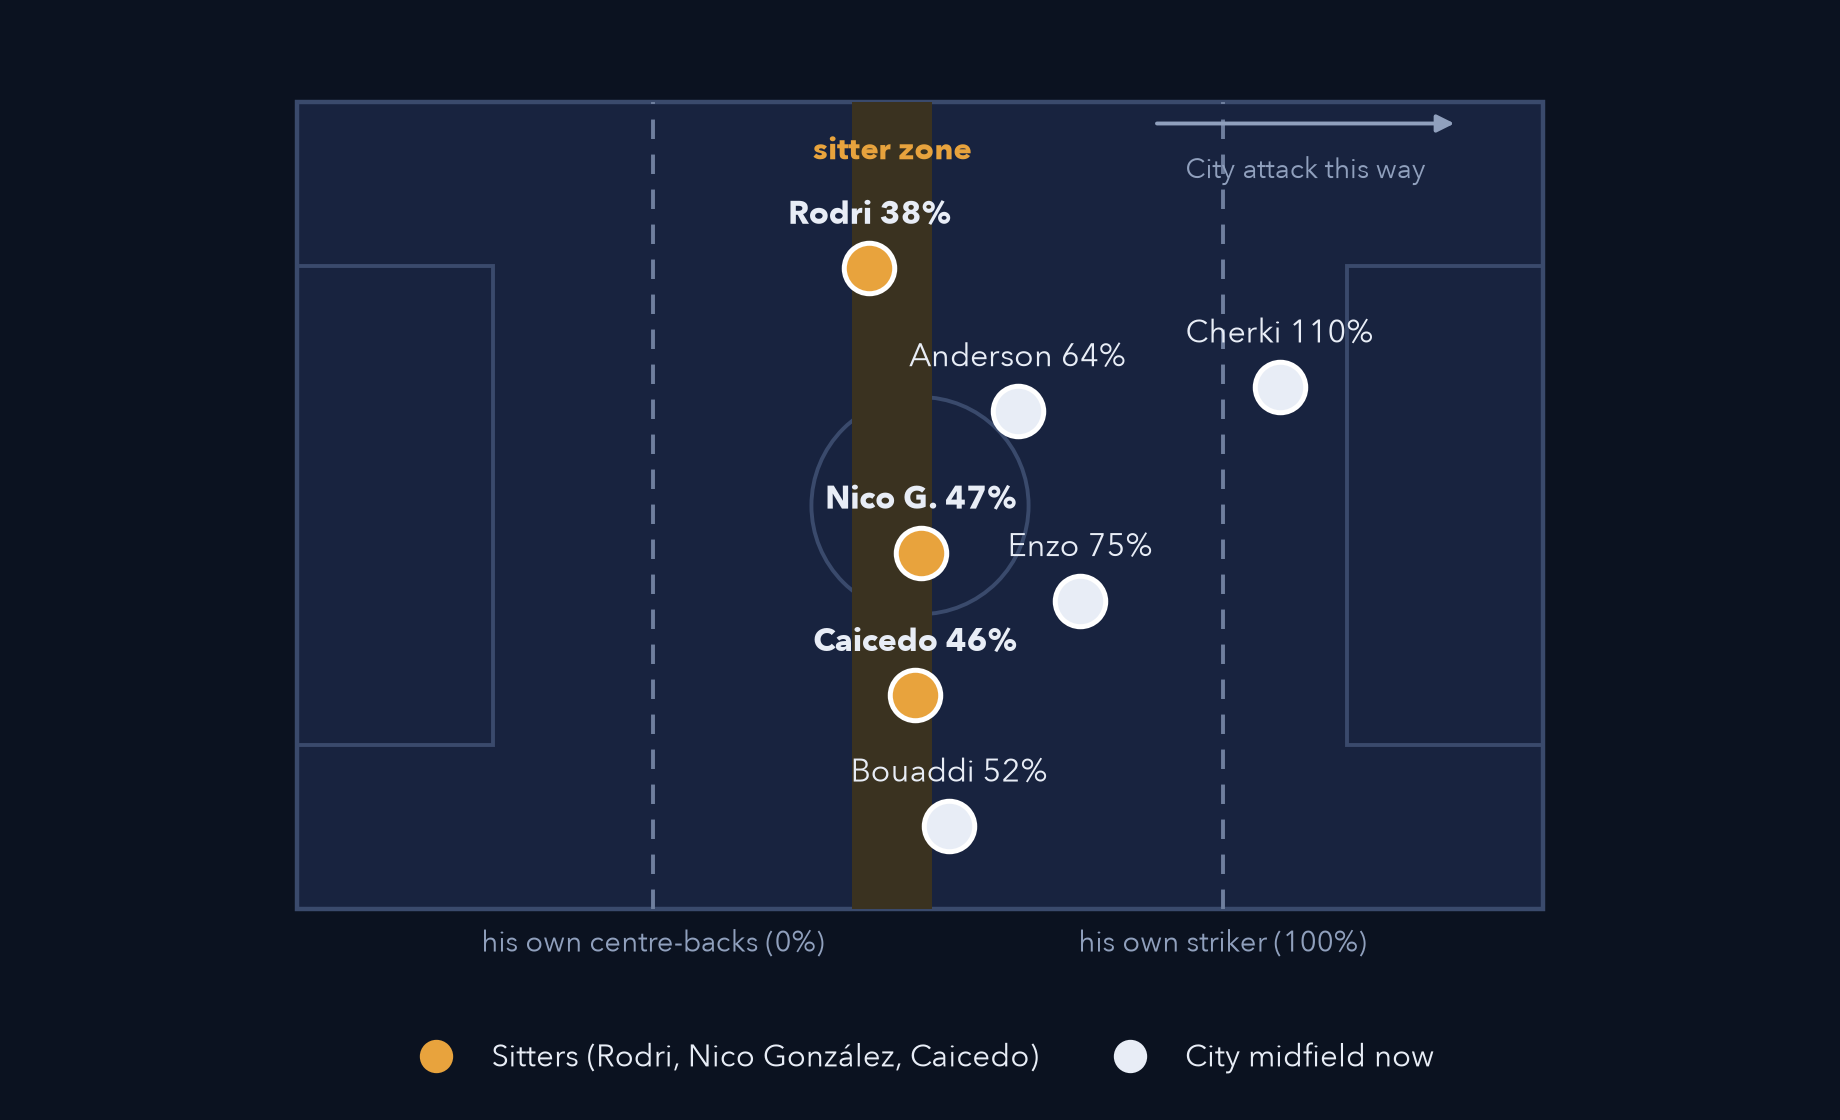 sitter zone
City attack this way
Rodri 38%
Cherki 110%
Anderson 64%
Nico G. 47%
Enzo 75%
Caicedo 46%
Bouaddi 52%
his own centre-backs (0%)
his own striker (100%)
Sitters (Rodri, Nico González, Caicedo)
City midfield now